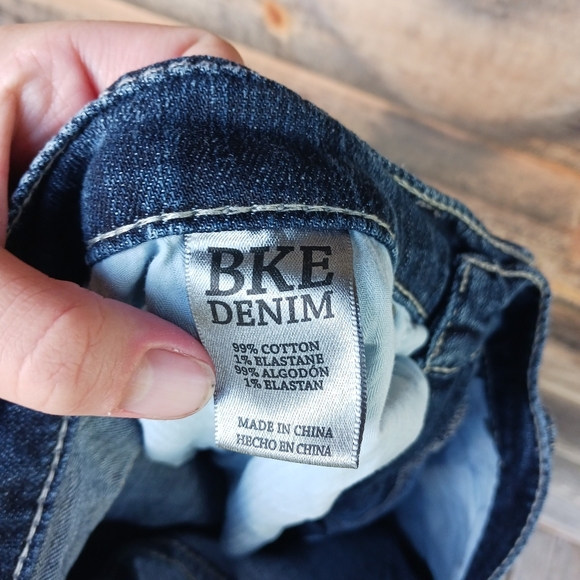 BKE
DENIM
99% COTTON
1% ELASTANE
99% ALGODÓN
1% ELASTAN
MADE IN CHINA
HECHO EN CHINA